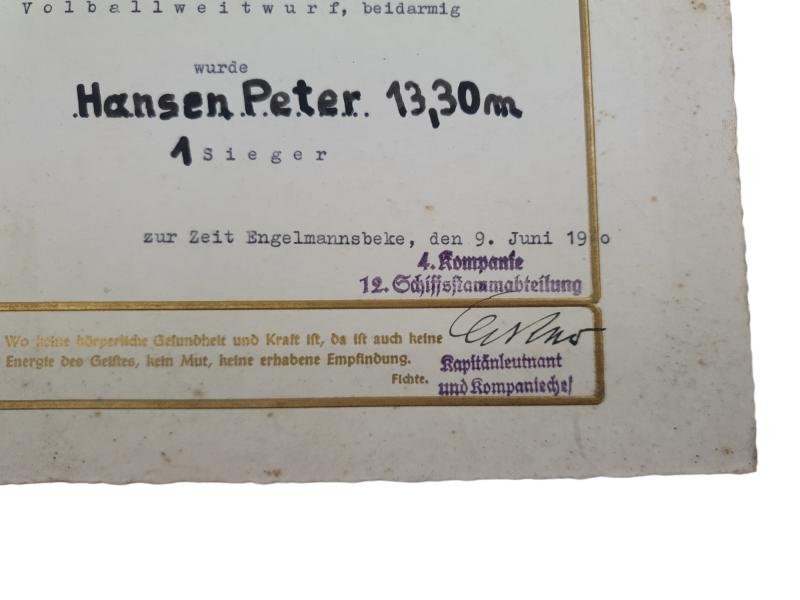 Volballweitwurf, beidarmig
wurde
Hansen Peter 13,30m
1 Sieger
zur Zeit Engelmannsbeke, den 9. Juni 19
4. Kompanie
12. Schiffsstammabteilung
Wo keine körperliche Gesundheit und Kraft ist, da ist auch keine
Energie des Geistes, kein Mut, keine erhabene Empfindung.
Fichte.
Kapitänleutnant
und Kompaniechef